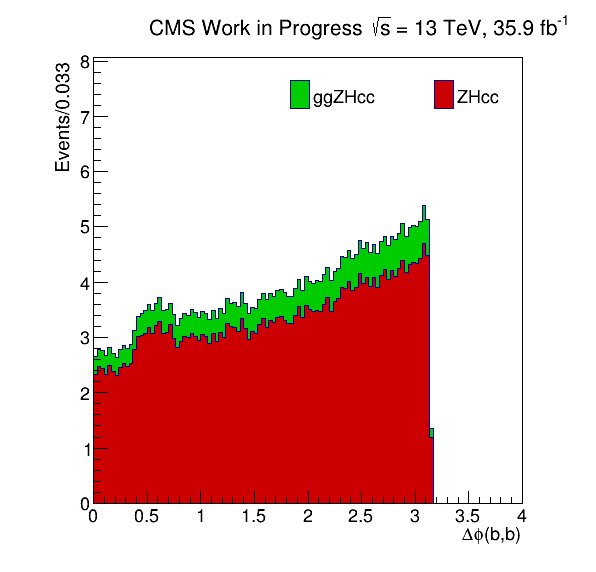 CMS Work in Progress √s = 13 TeV, 35.9 fb⁻¹
Events/0.033
8
7
6
5
4
3
2
1
0
ggZHcc ZHcc
0 0.5 1 1.5 2 2.5 3 3.5 4
Δϕ(b,b)